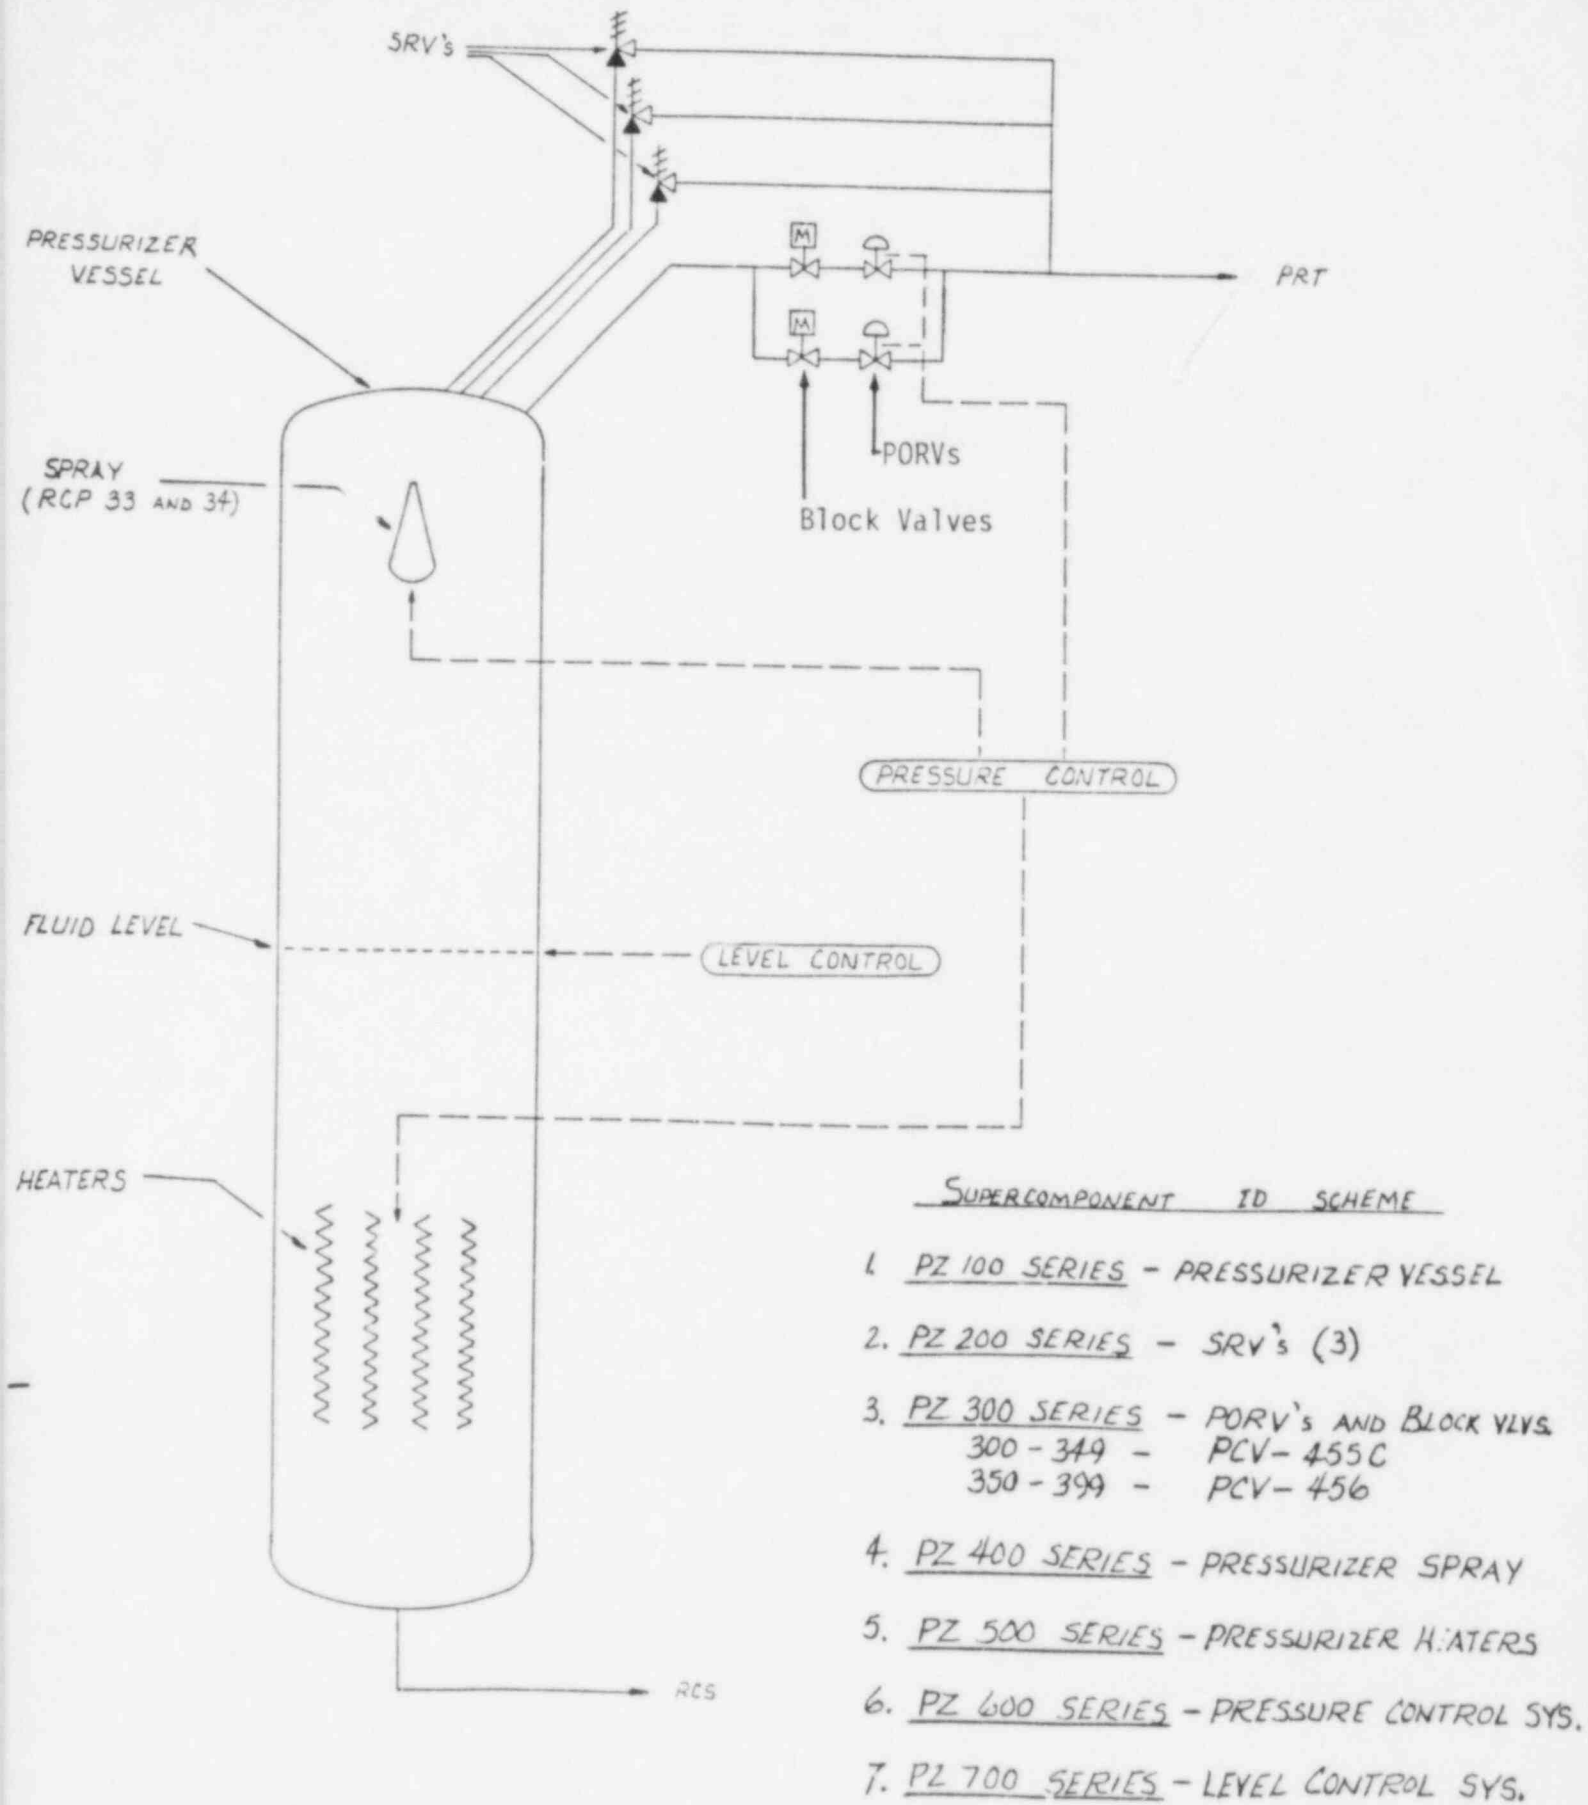 SRV's
PRESSURIZER
VESSEL
M
PRT
M
PORVs
SPRAY
(RCP 33 AND 34)
Block Valves
PRESSURE CONTROL
FLUID LEVEL
LEVEL CONTROL
HEATERS
RCS
SUPERCOMPONENT ID SCHEME
1. PZ 100 SERIES - PRESSURIZER VESSEL
2. PZ 200 SERIES - SRV's (3)
3. PZ 300 SERIES - PORV's AND BLOCK VLVS.
300 - 349 - PCV- 455C
350 - 399 - PCV- 456
4. PZ 400 SERIES - PRESSURIZER SPRAY
5. PZ 500 SERIES - PRESSURIZER H.ATERS
6. PZ 600 SERIES - PRESSURE CONTROL SYS.
7. PZ 700 SERIES - LEVEL CONTROL SYS.